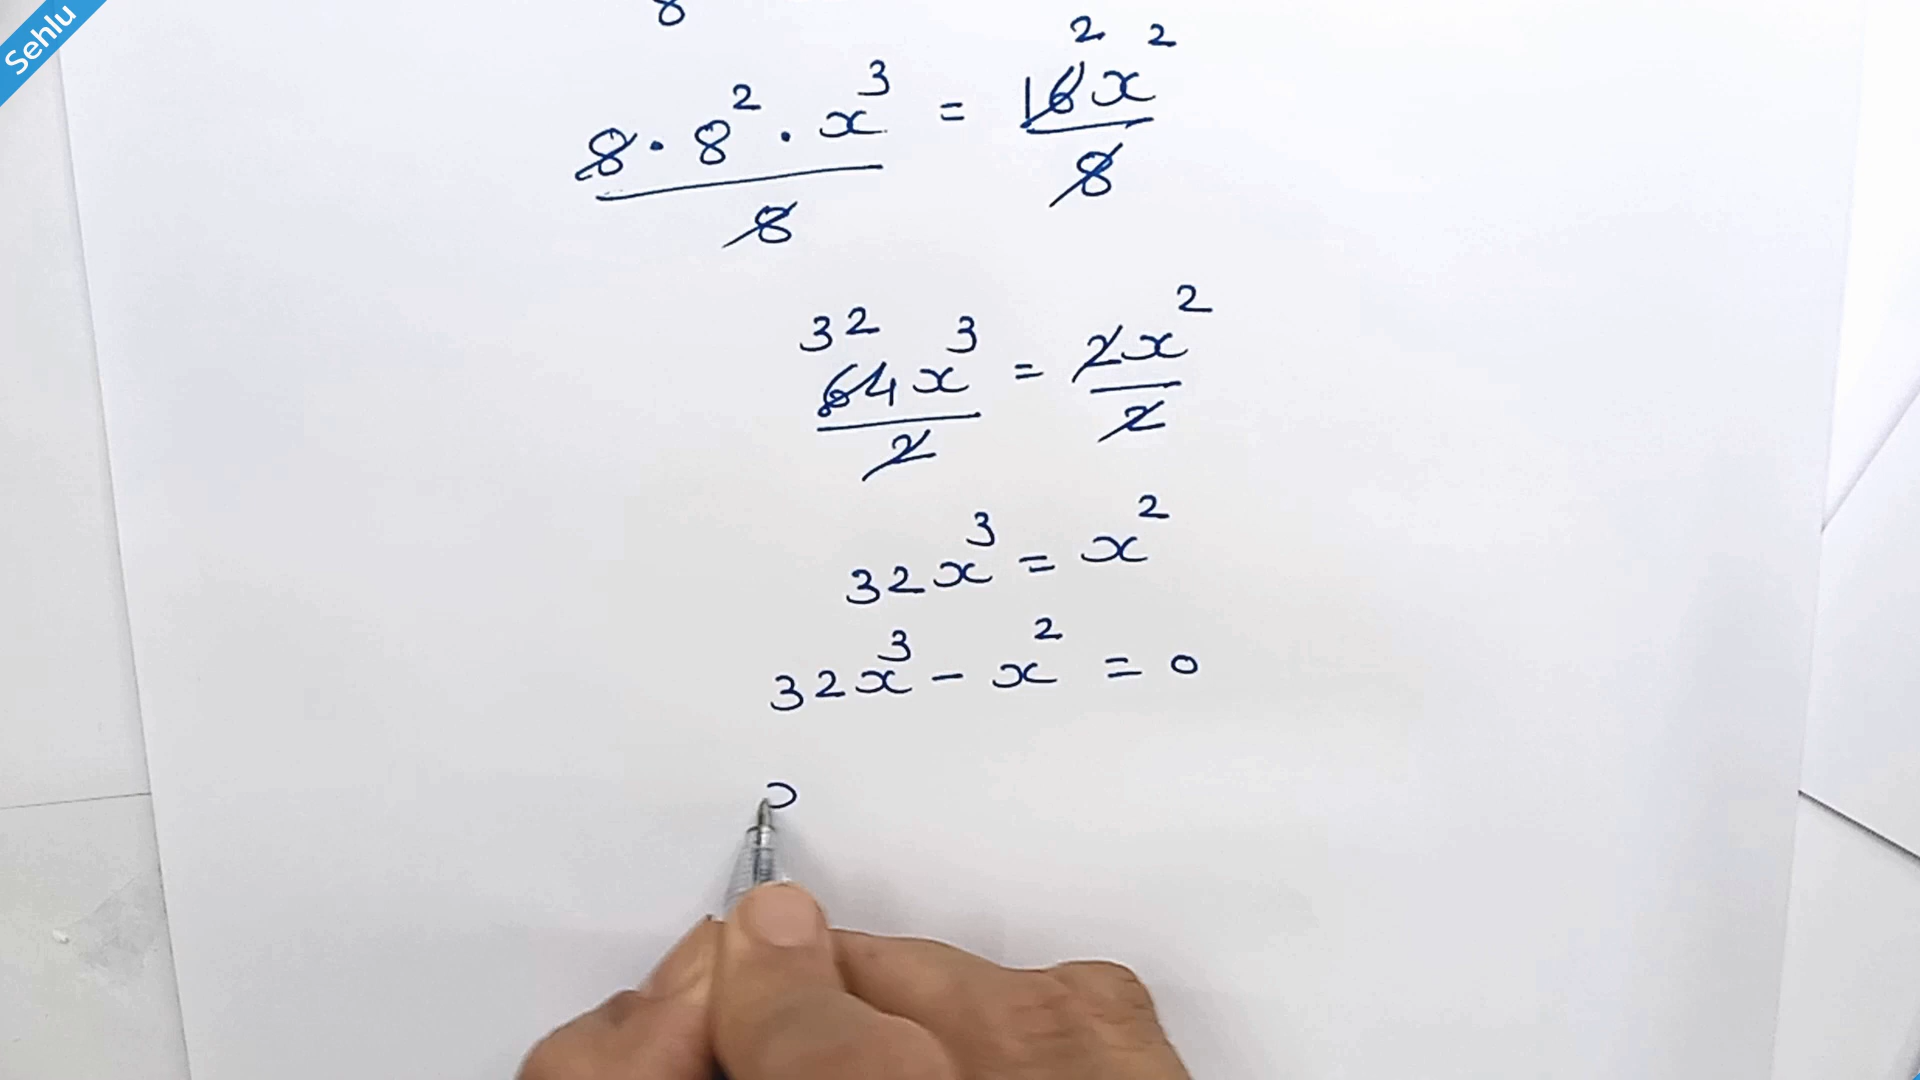 Sehlu
8
8 · 8² · x³ / 8 = 16x² / 8
2
64x³ / 2 = 2x² / 2
32
32x³ = x²
32x³ - x² = 0